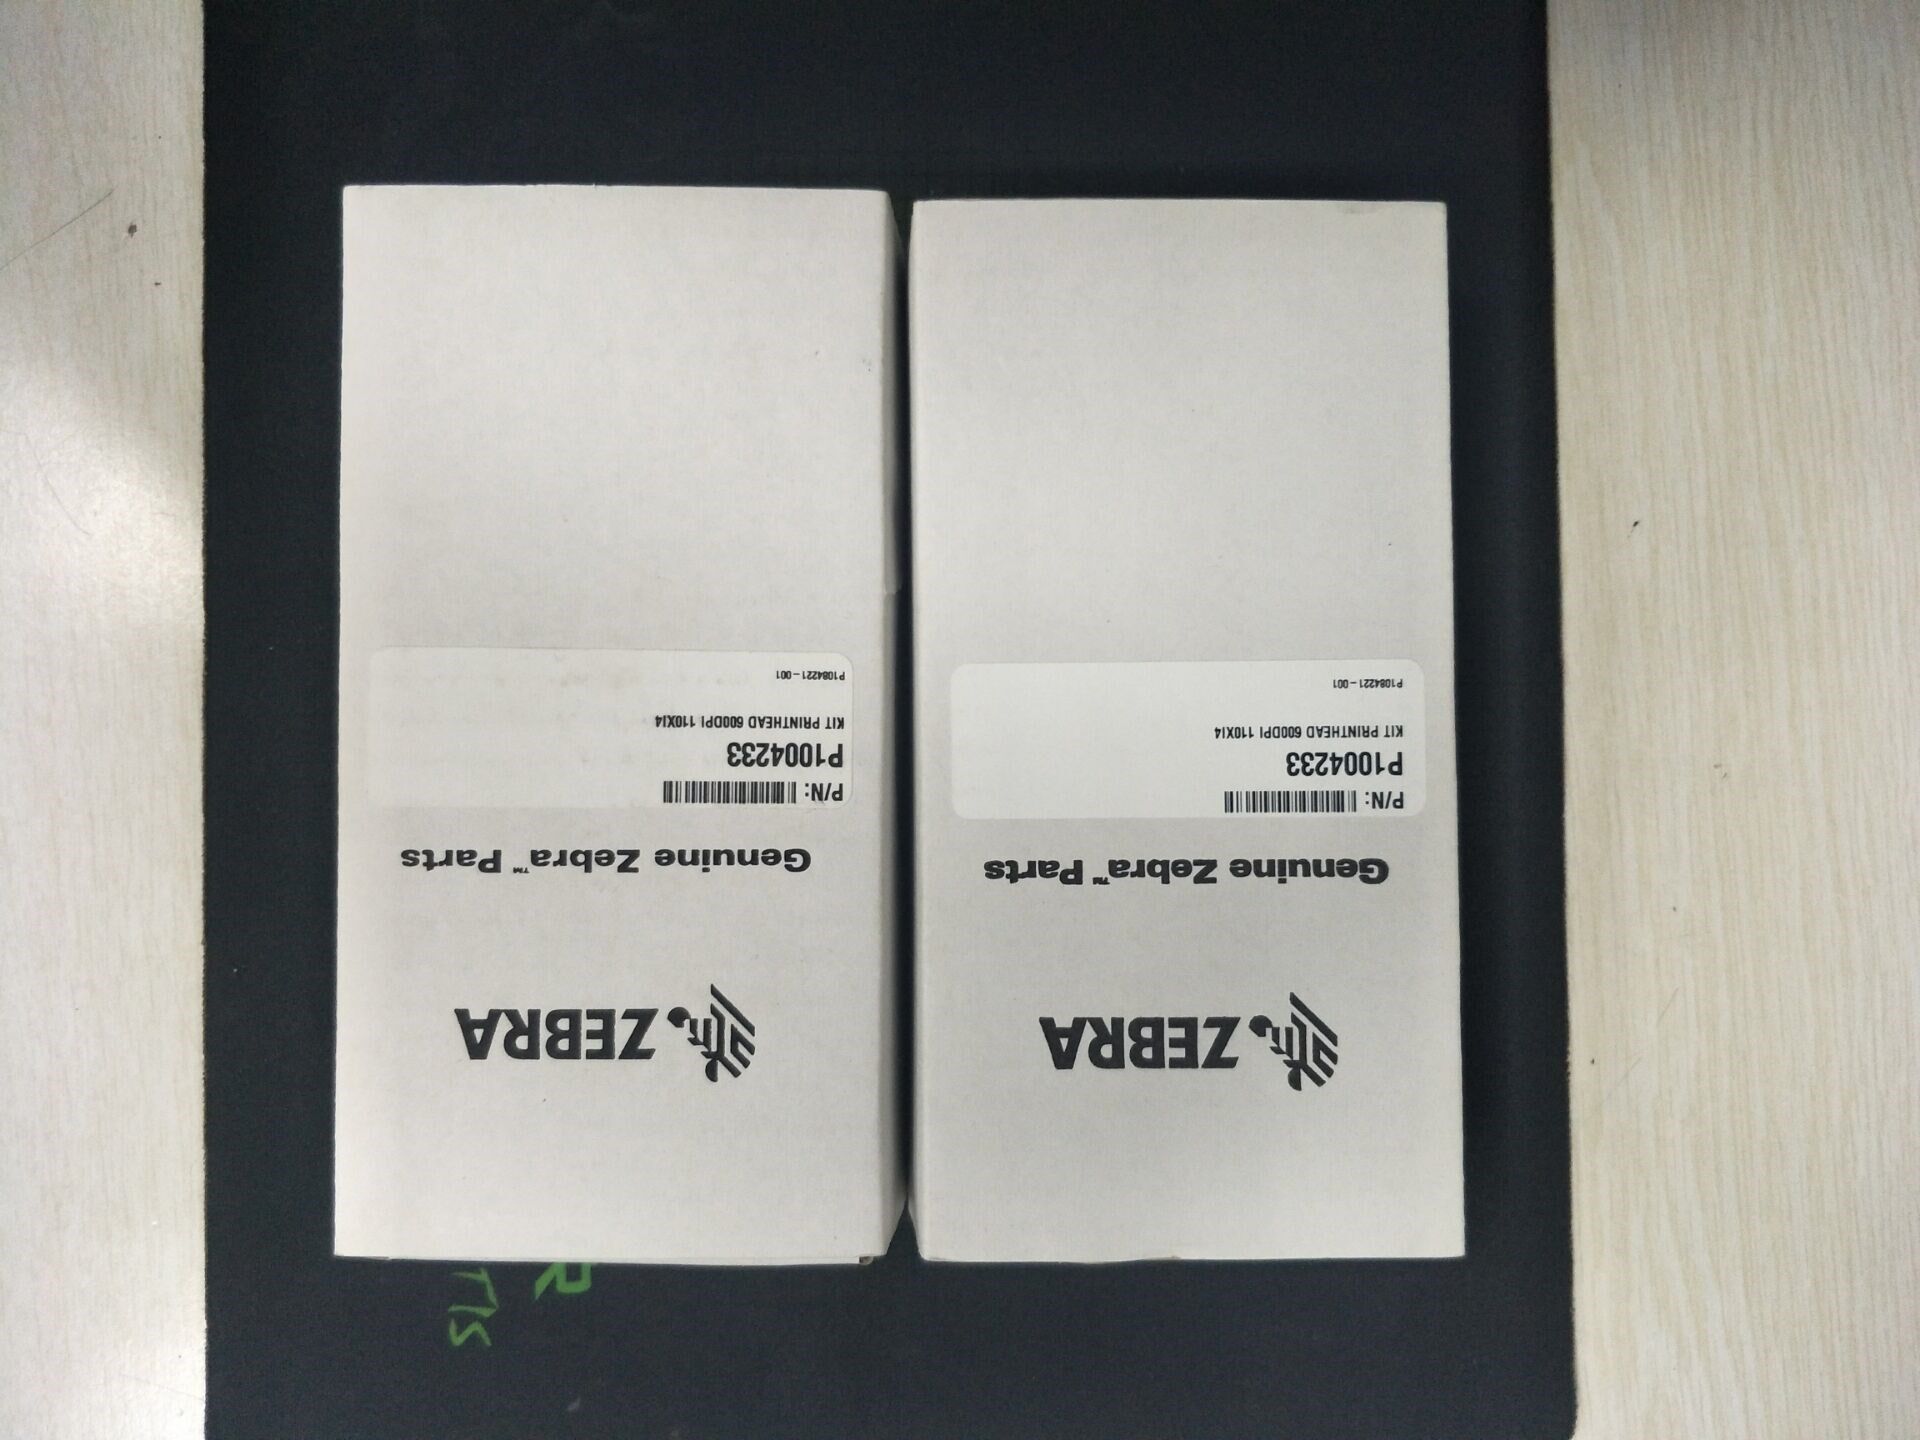 ZEBRA
Genuine Zebra™ Parts
P/N:
P1004233
KIT PRINTHEAD 600DPI 110XI4
P1084221-001
ZEBRA
Genuine Zebra™ Parts
P/N:
P1004233
KIT PRINTHEAD 600DPI 110XI4
P1084221-001